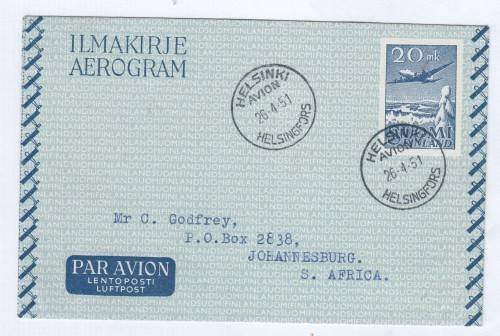 ILMAKIRJE
AEROGRAM
HELSINKI
AVION
26-4-51
HELSINGFORS
20 mk
SUOMI
FINLAND
HELSINKI
AVION
26-4-51
HELSINGFORS
Mr C. Godfrey,
P.O.Box 2838,
JOHANNESBURG.
S. AFRICA.
PAR AVION
LENTOPOSTI
LUFTPOST